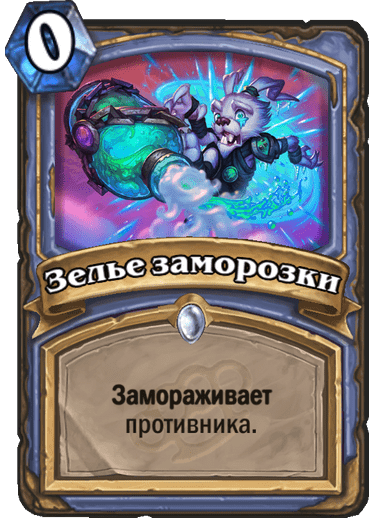 0
Зелье заморозки
Замораживает
противника.